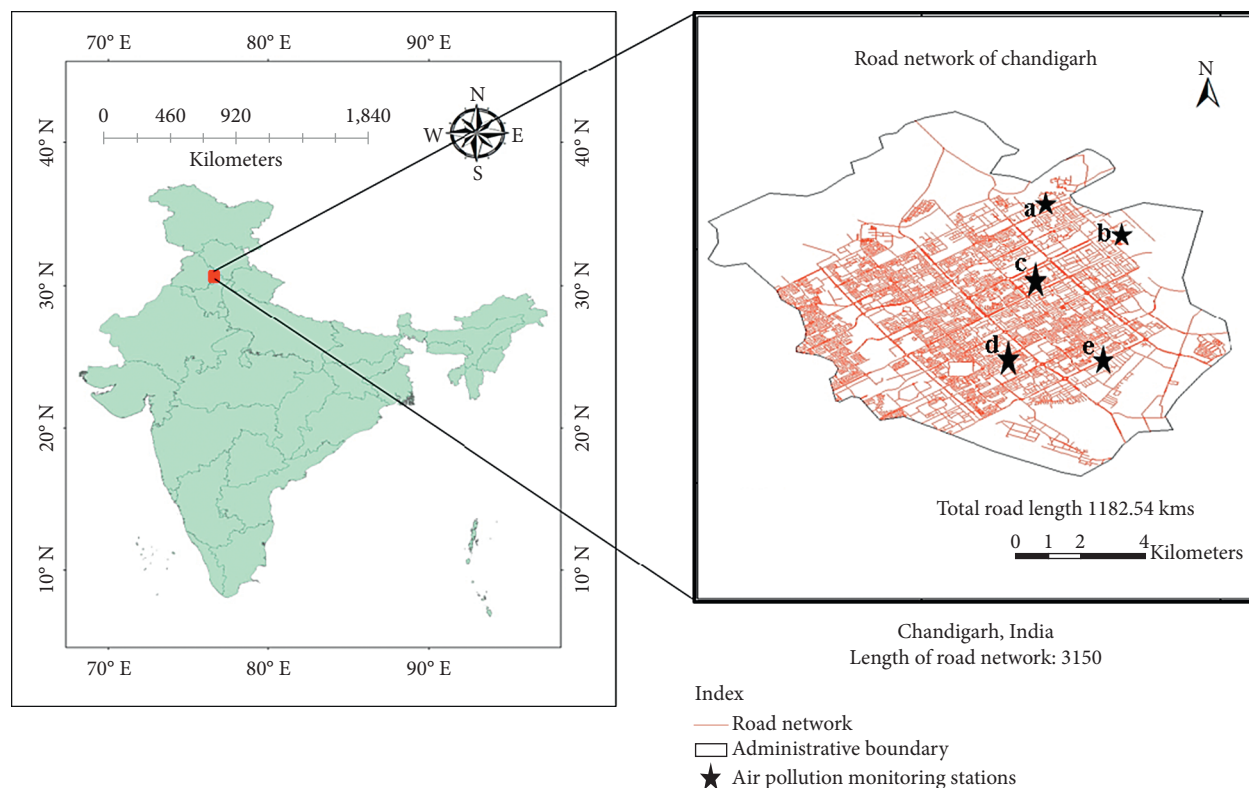 70° E 80° E 90° E
0 460 920 1,840
Kilometers
N
W E
S
40° N 40° N
30° N 30° N
20° N 20° N
10° N 10° N
70° E 80° E 90° E
Road network of chandigarh
N
a
b
c
d e
Total road length 1182.54 kms
0 1 2 4
Kilometers
Chandigarh, India
Length of road network: 3150
Index
Road network
Administrative boundary
Air pollution monitoring stations